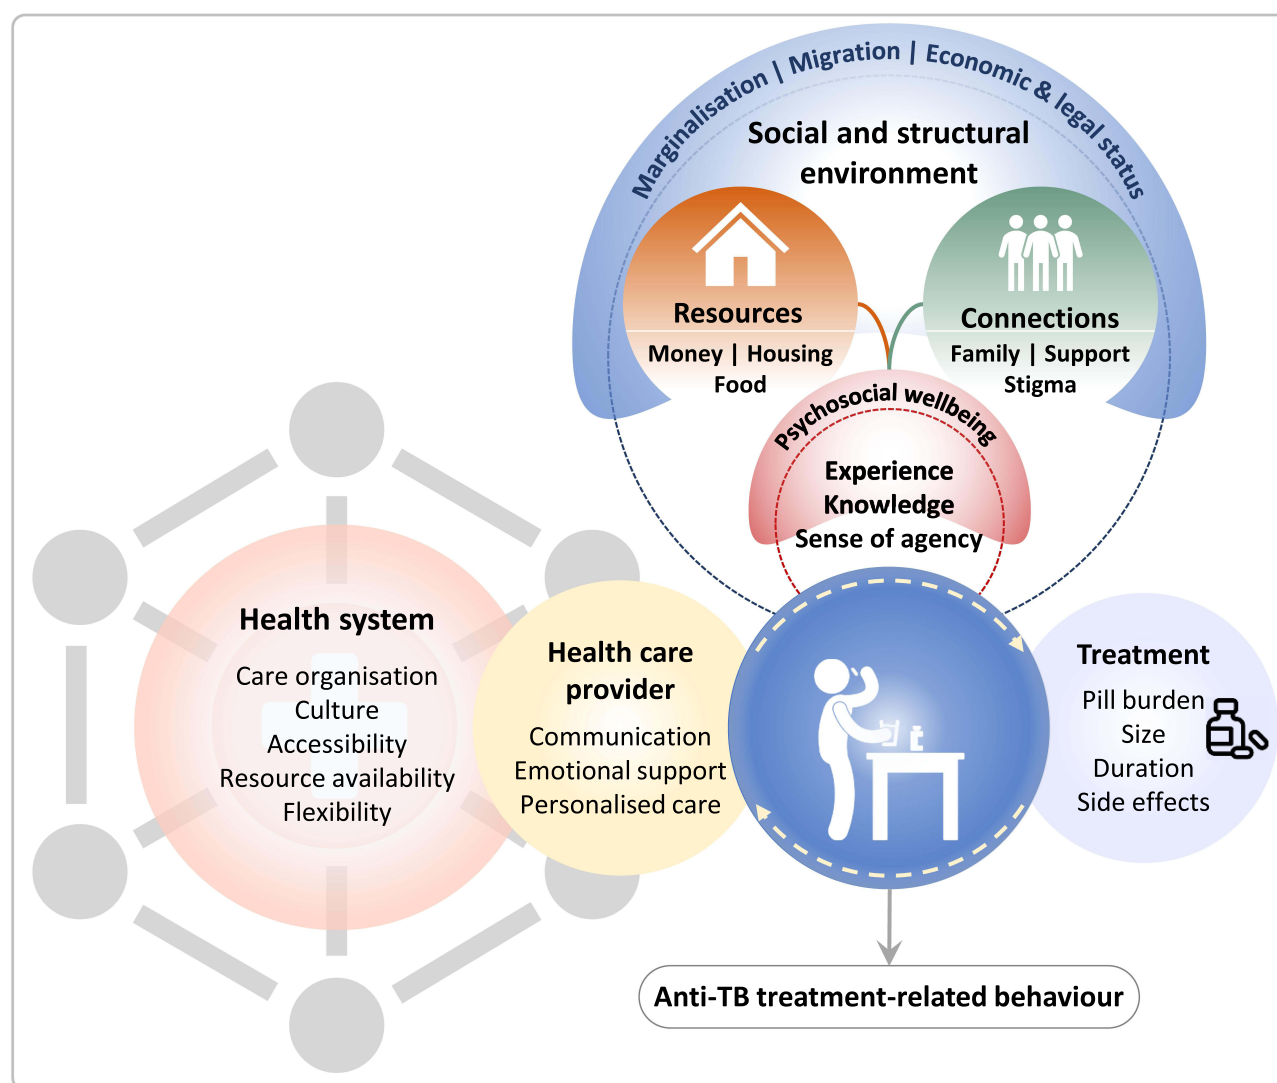 Marginalisation | Migration | Economic & legal status
Social and structural
environment
Resources
Money | Housing
Food
Connections
Family | Support
Stigma
Psychosocial wellbeing
Experience
Knowledge
Sense of agency
Health system
Care organisation
Culture
Accessibility
Resource availability
Flexibility
Health care
provider
Communication
Emotional support
Personalised care
Treatment
Pill burden
Size
Duration
Side effects
Anti-TB treatment-related behaviour